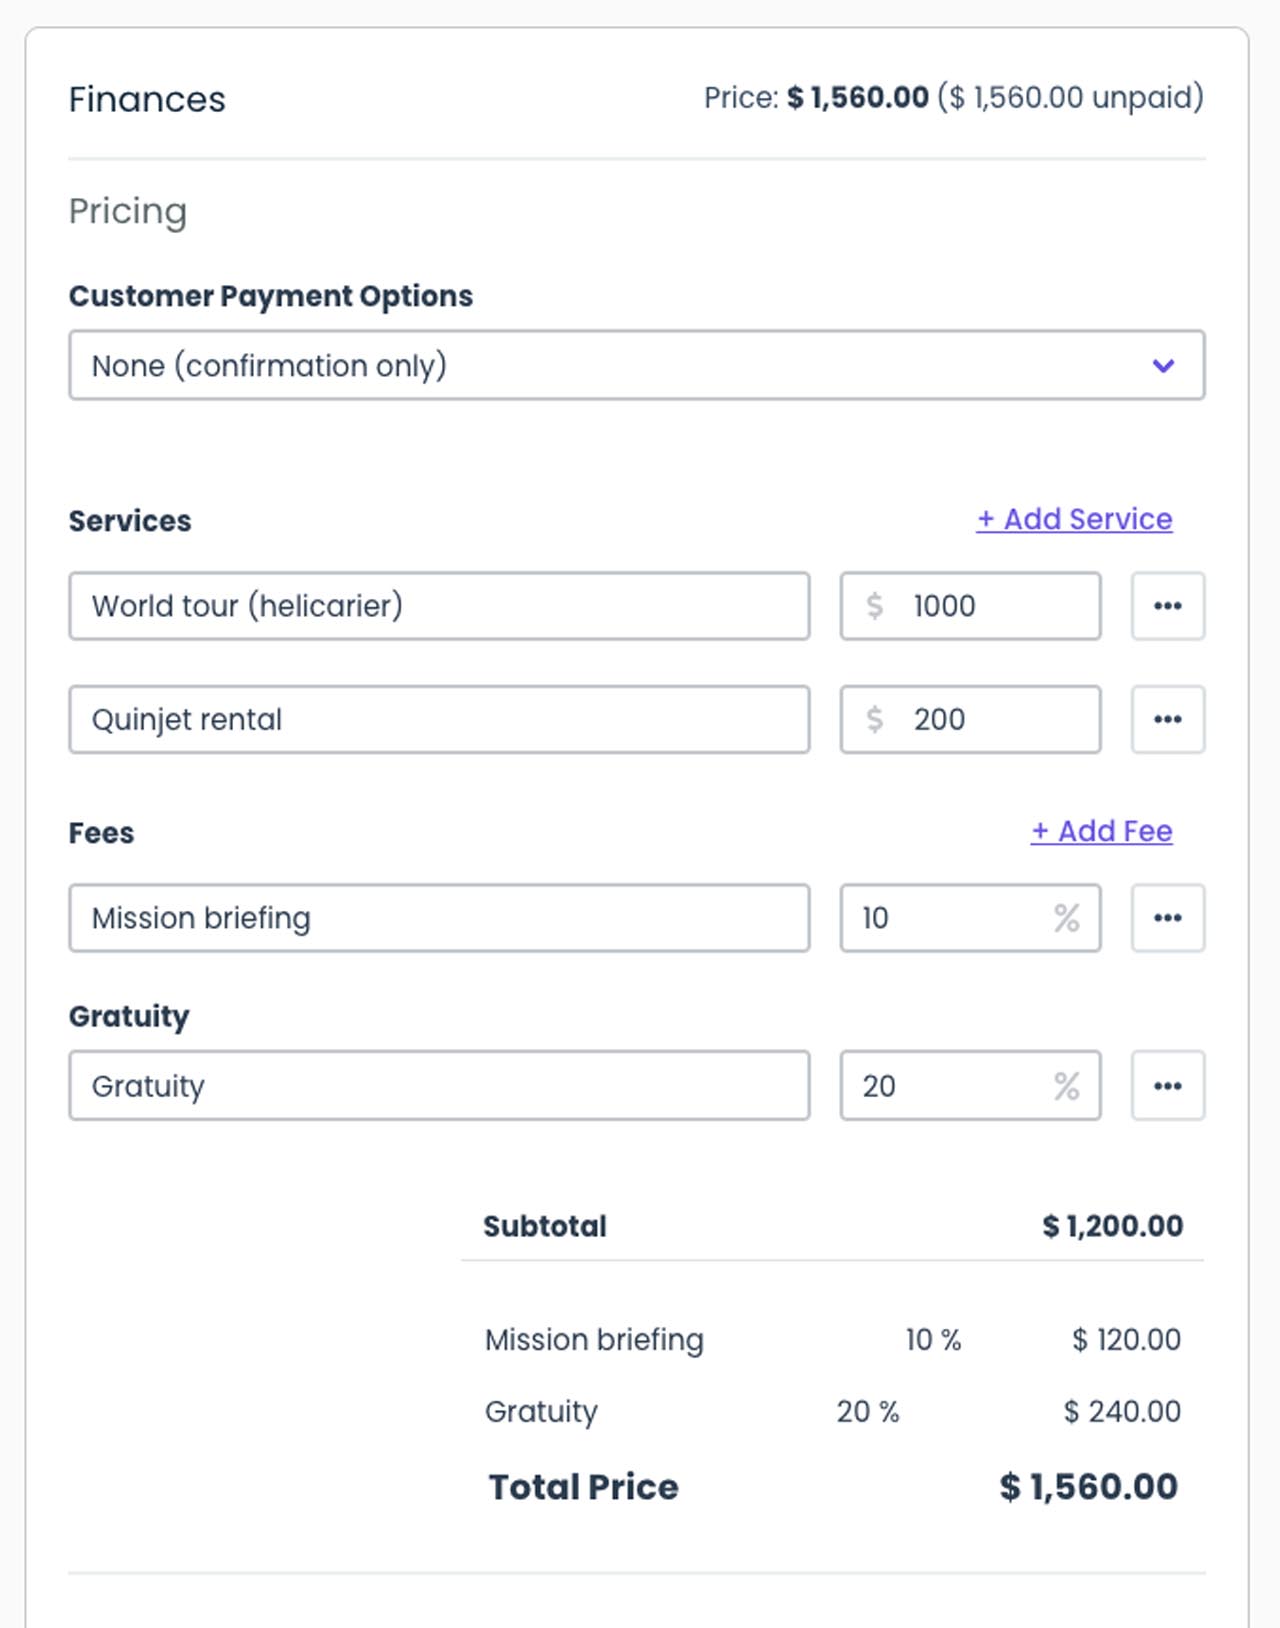 Finances Price: $ 1,560.00 ($ 1,560.00 unpaid)
Pricing
Customer Payment Options
None (confirmation only)
Services + Add Service
World tour (helicarier) $ 1000 •••
Quinjet rental $ 200 •••
Fees + Add Fee
Mission briefing 10 % •••
Gratuity
Gratuity 20 % •••
Subtotal $ 1,200.00
Mission briefing 10 % $ 120.00
Gratuity 20 % $ 240.00
Total Price $ 1,560.00